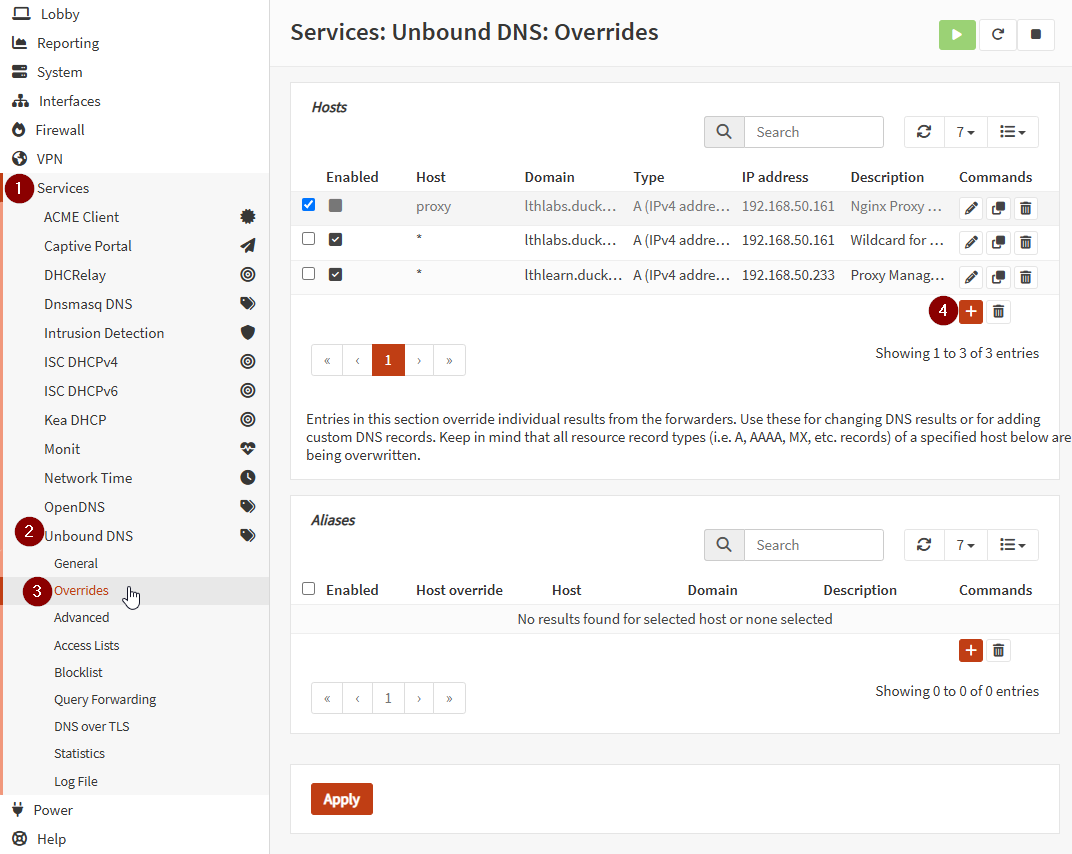 Lobby
Reporting
System
Interfaces
Firewall
VPN
1 Services
ACME Client
Captive Portal
DHCRelay
Dnsmasq DNS
Intrusion Detection
ISC DHCPv4
ISC DHCPv6
Kea DHCP
Monit
Network Time
OpenDNS
2 Unbound DNS
General
3 Overrides
Advanced
Access Lists
Blocklist
Query Forwarding
DNS over TLS
Statistics
Log File
Power
Help
Services: Unbound DNS: Overrides
Hosts
Search 7
Enabled Host Domain Type IP address Description Commands
proxy lthlabs.duck... A (IPv4 addre... 192.168.50.161 Nginx Proxy ...
* lthlabs.duck... A (IPv4 addre... 192.168.50.161 Wildcard for ...
* lthlearn.duck... A (IPv4 addre... 192.168.50.233 Proxy Manag...
4 +
« ‹ 1 › »
Showing 1 to 3 of 3 entries
Entries in this section override individual results from the forwarders. Use these for changing DNS results or for adding
custom DNS records. Keep in mind that all resource record types (i.e. A, AAAA, MX, etc. records) of a specified host below are
being overwritten.
Aliases
Search 7
Enabled Host override Host Domain Description Commands
No results found for selected host or none selected
+
« ‹ 1 › »
Showing 0 to 0 of 0 entries
Apply